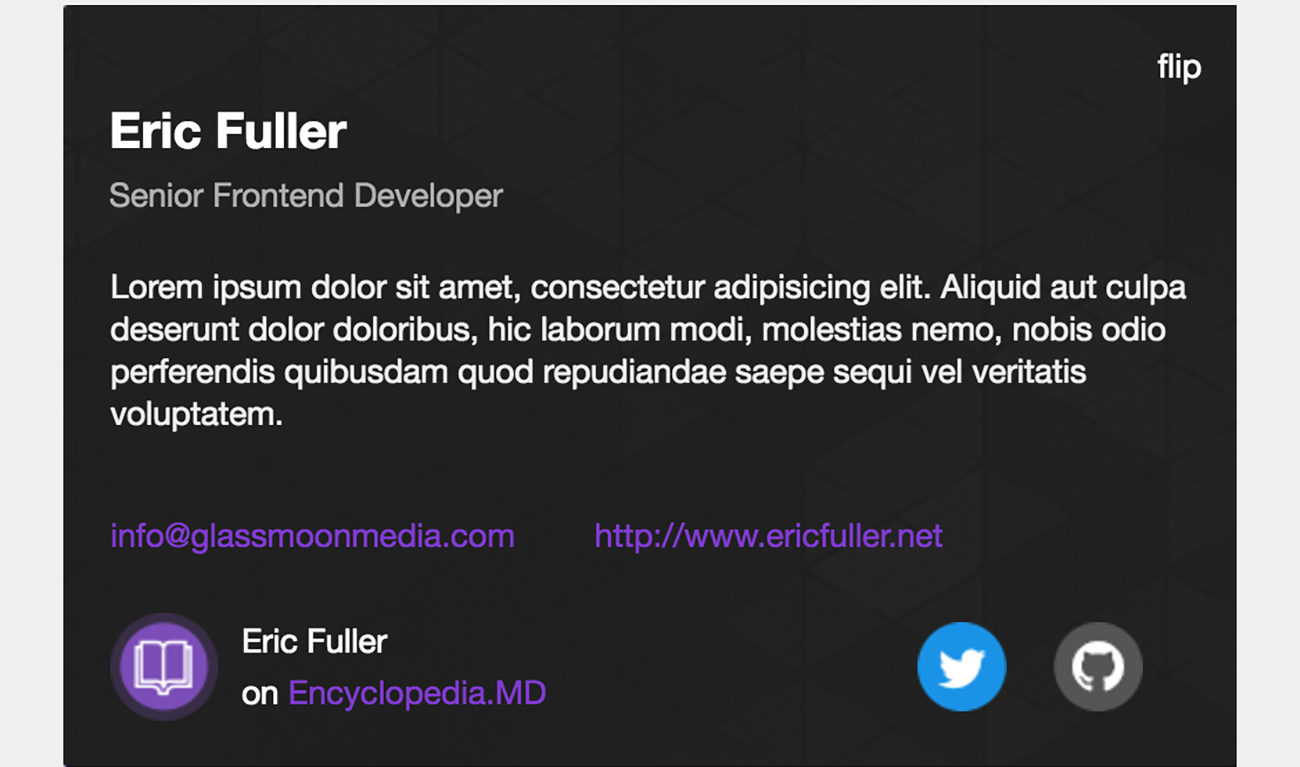 flip
Eric Fuller
Senior Frontend Developer
Lorem ipsum dolor sit amet, consectetur adipisicing elit. Aliquid aut culpa
deserunt dolor doloribus, hic laborum modi, molestias nemo, nobis odio
perferendis quibusdam quod repudiandae saepe sequi vel veritatis
voluptatem.
info@glassmoonmedia.com http://www.ericfuller.net
Eric Fuller
on Encyclopedia.MD